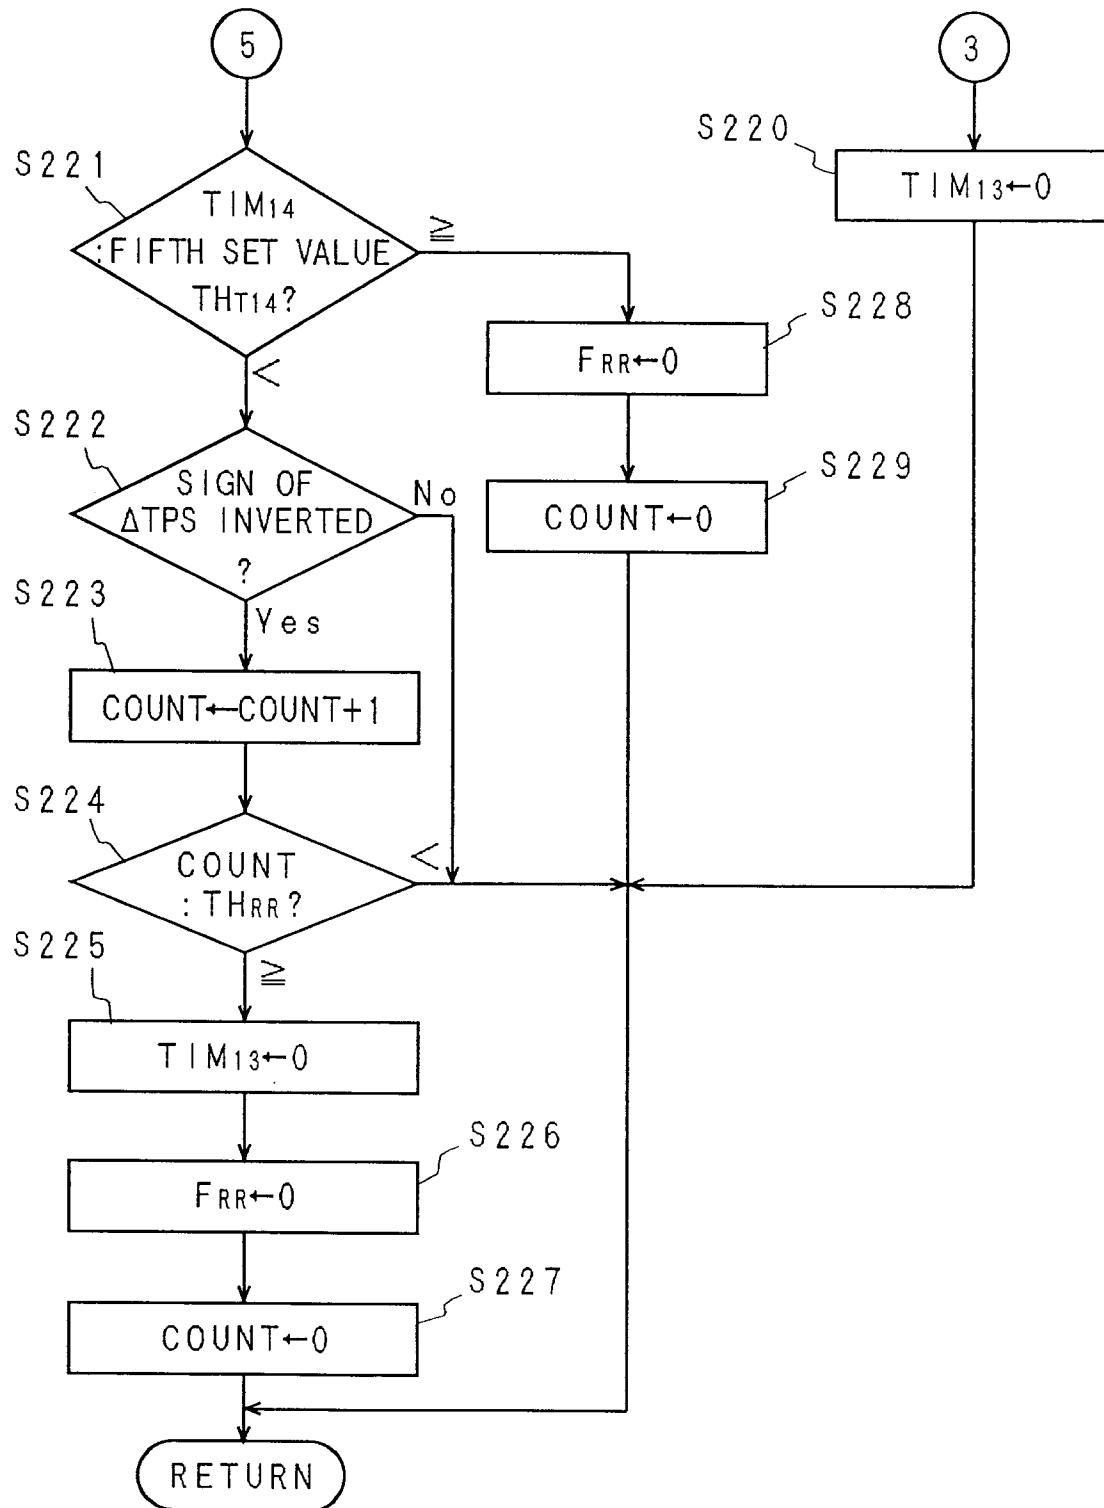 5
3
S220
TIM13←0
S221
TIM14
:FIFTH SET VALUE
THT14?
≧
<
S228
FRR←0
S222
SIGN OF
ΔTPS INVERTED
?
No
Yes
S229
COUNT←0
S223
COUNT←COUNT+1
S224
COUNT
:THRR?
<
≧
S225
TIM13←0
S226
FRR←0
S227
COUNT←0
RETURN